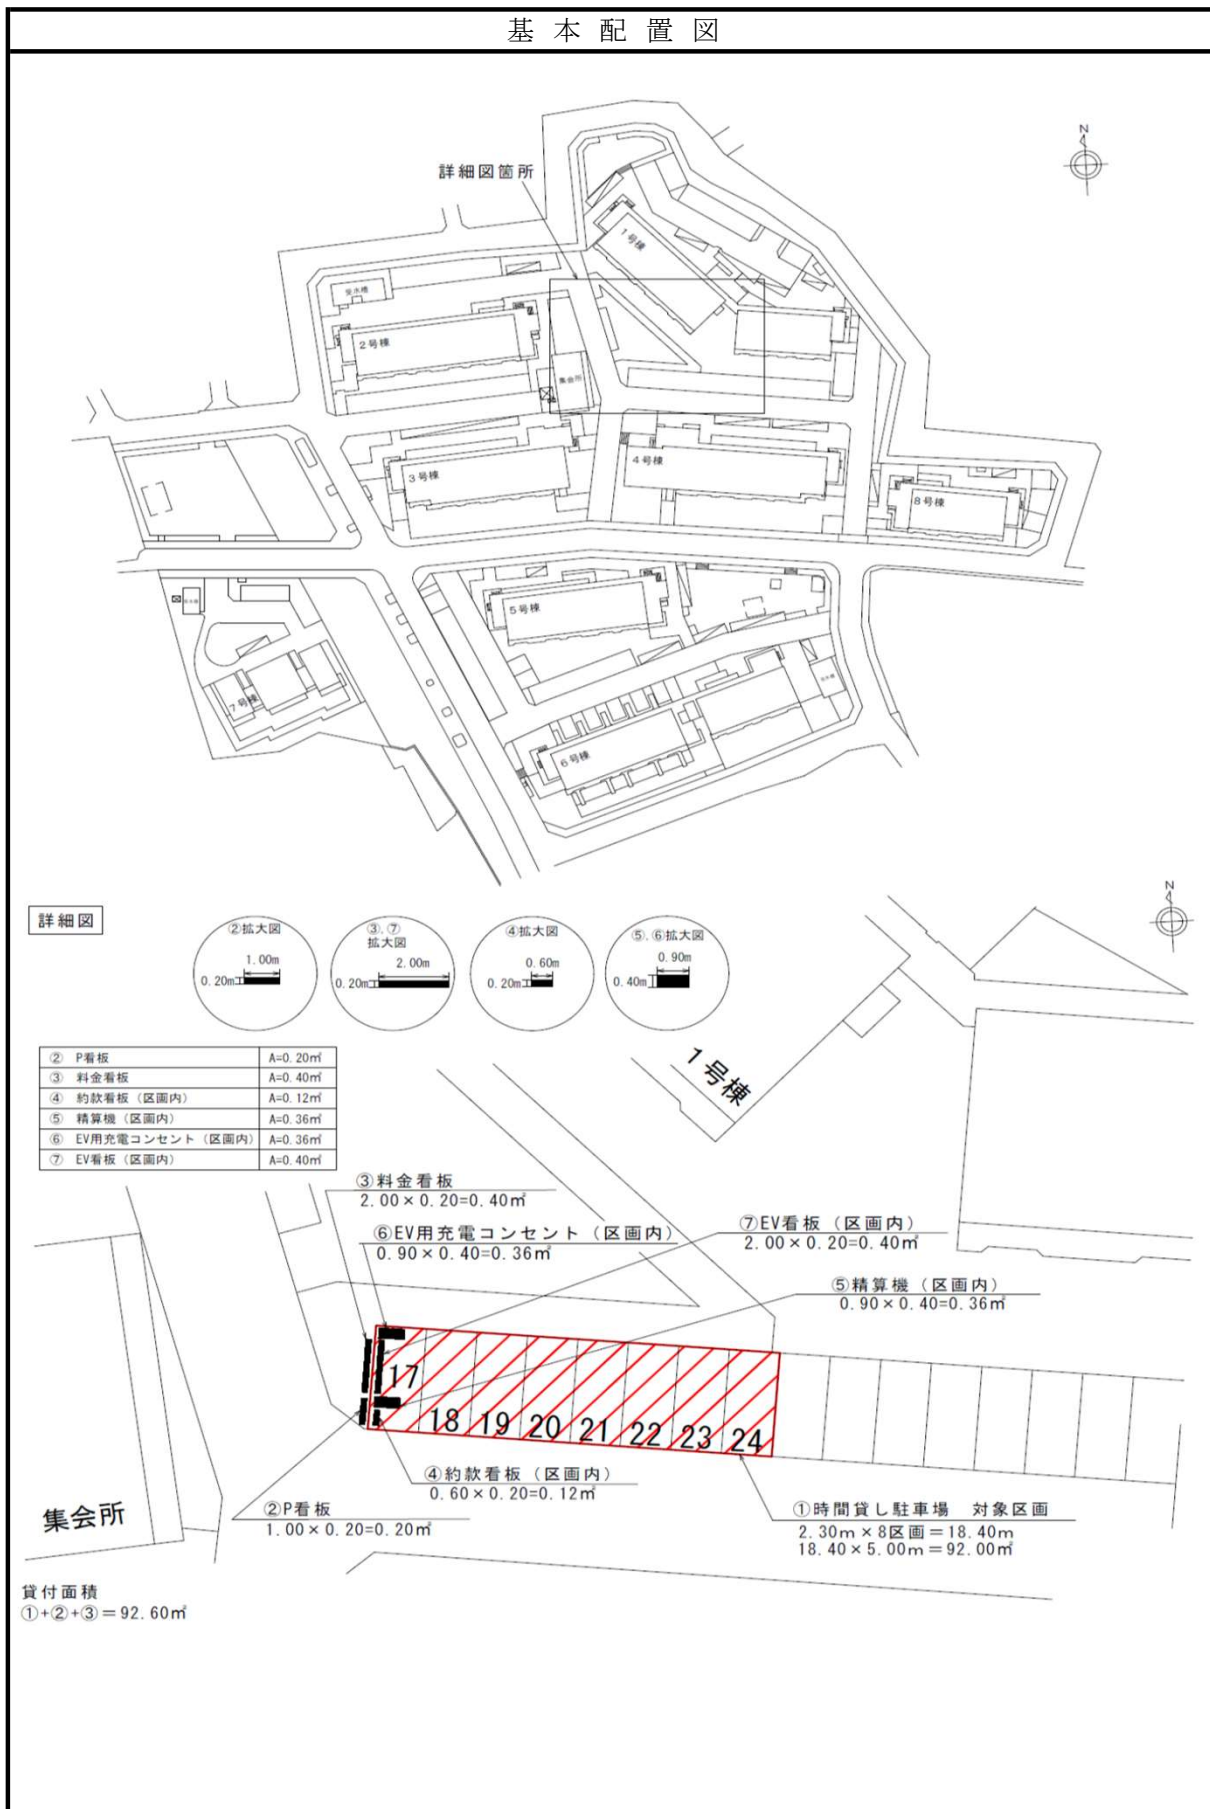 基本配置図
N
詳細図箇所
1号棟
受水槽
2号棟
集会所
3号棟
4号棟
8号棟
5号棟
7号棟
6号棟
N
詳細図
②拡大図
1.00m
0.20m
③,⑦
拡大図
2.00m
0.20m
④拡大図
0.60m
0.20m
⑤,⑥拡大図
0.90m
0.40m
② P看板 A=0.20㎡
③ 料金看板 A=0.40㎡
④ 約款看板(区画内) A=0.12㎡
⑤ 精算機(区画内) A=0.36㎡
⑥ EV用充電コンセント(区画内) A=0.36㎡
⑦ EV看板(区画内) A=0.40㎡
1号棟
③料金看板
2.00×0.20=0.40㎡
⑥EV用充電コンセント(区画内)
0.90×0.40=0.36㎡
⑦EV看板(区画内)
2.00×0.20=0.40㎡
⑤精算機(区画内)
0.90×0.40=0.36㎡
17 18 19 20 21 22 23 24
④約款看板(区画内)
0.60×0.20=0.12㎡
②P看板
1.00×0.20=0.20㎡
①時間貸し駐車場 対象区画
2.30m×8区画=18.40m
18.40×5.00m=92.00㎡
集会所
貸付面積
①+②+③=92.60㎡